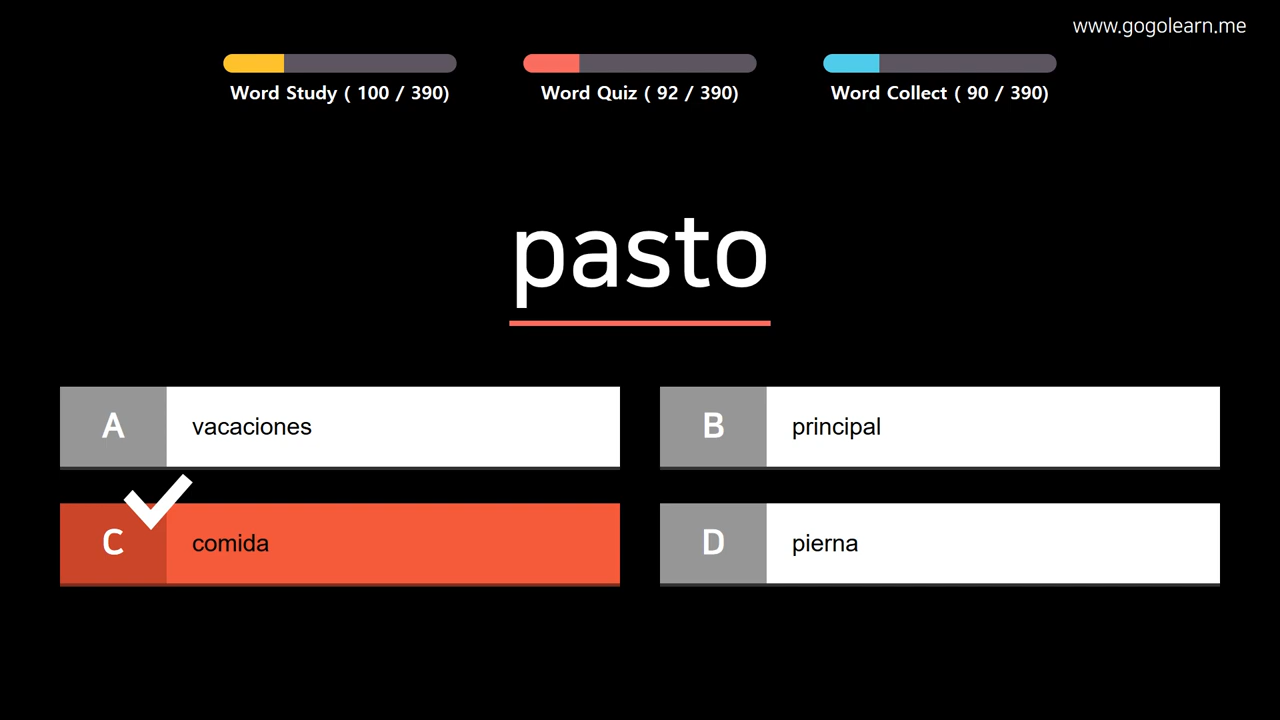 www.gogolearn.me
Word Study ( 100 / 390)
Word Quiz ( 92 / 390)
Word Collect ( 90 / 390)
pasto
A vacaciones
B principal
C comida
D pierna